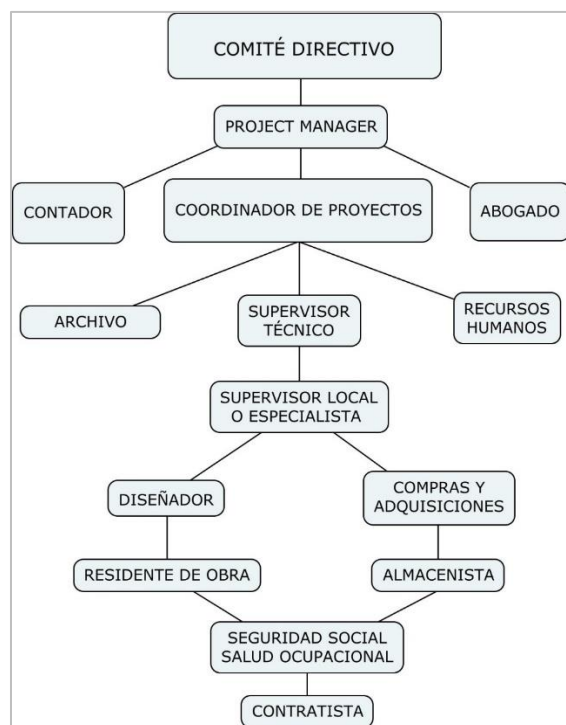 COMITÉ DIRECTIVO
PROJECT MANAGER
CONTADOR
COORDINADOR DE PROYECTOS
ABOGADO
ARCHIVO
SUPERVISOR
TÉCNICO
RECURSOS
HUMANOS
SUPERVISOR LOCAL
O ESPECIALISTA
DISEÑADOR
COMPRAS Y
ADQUISICIONES
RESIDENTE DE OBRA
ALMACENISTA
SEGURIDAD SOCIAL
SALUD OCUPACIONAL
CONTRATISTA